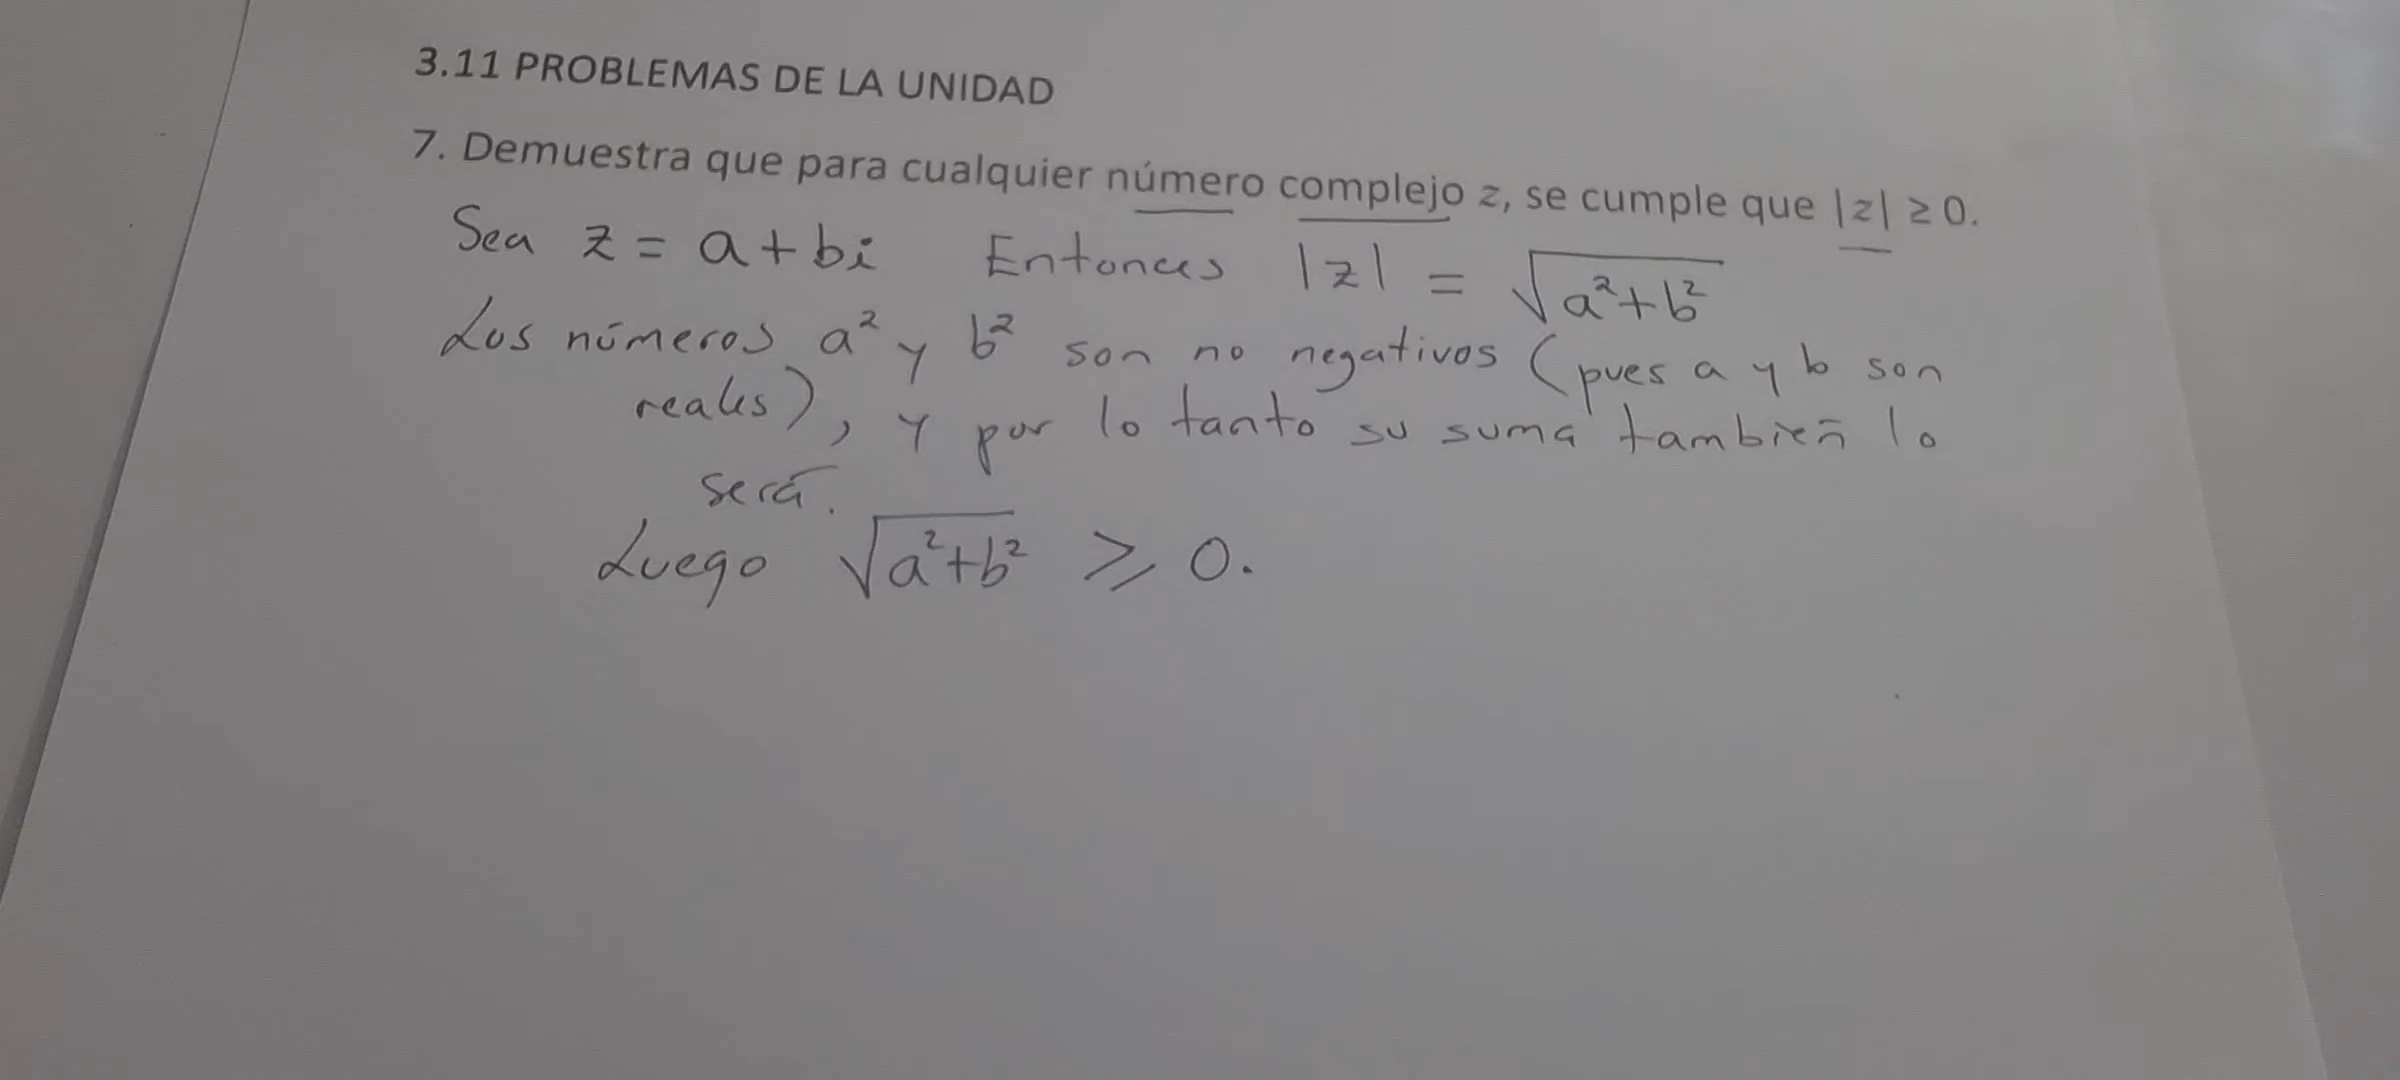 3.11 PROBLEMAS DE LA UNIDAD
7. Demuestra que para cualquier número complejo z, se cumple que |z| ≥ 0.
Sea z = a + bi Entonces |z| = √(a² + b²)
Los números a² y b² son no negativos (pues a y b son
reales), y por lo tanto su suma también lo
será.
Luego √(a² + b²) ≥ 0.